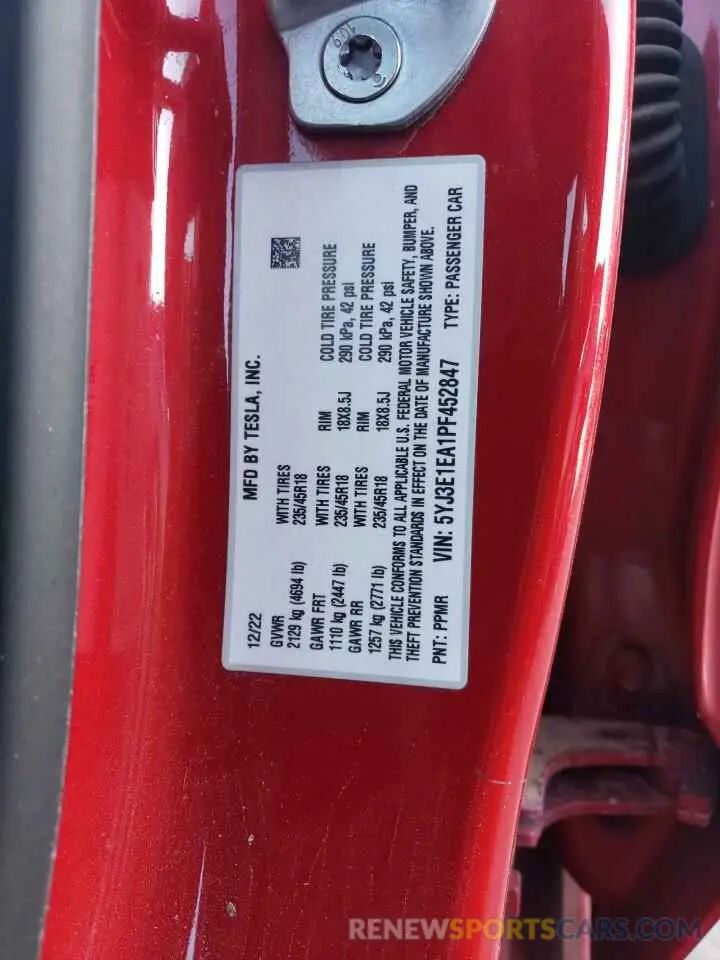 12/22 MFD BY TESLA, INC.
GVWR WITH TIRES RIM COLD TIRE PRESSURE
2129 kg (4694 lb) 235/45R18 18X8.5J 290 kPa, 42 psi
GAWR FRT WITH TIRES RIM COLD TIRE PRESSURE
1110 kg (2447 lb) 235/45R18 18X8.5J 290 kPa, 42 psi
GAWR RR WITH TIRES
1257 kg (2771 lb) 235/45R18
THIS VEHICLE CONFORMS TO ALL APPLICABLE U.S. FEDERAL MOTOR VEHICLE SAFETY, BUMPER, AND
THEFT PREVENTION STANDARDS IN EFFECT ON THE DATE OF MANUFACTURE SHOWN ABOVE.
PNT: PPMR VIN: 5YJ3E1EA1PF452847 TYPE: PASSENGER CAR
10.9
RENEWSPORTSCARS.COM